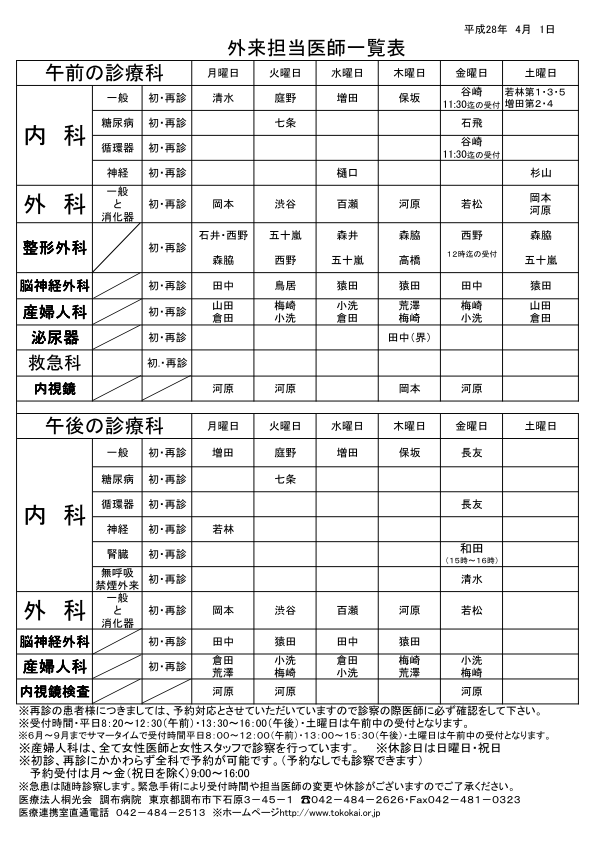 平成28年 4月 1日
外来担当医師一覧表
午前の診療科 月曜日 火曜日 水曜日 木曜日 金曜日 土曜日
内 科 一般 初・再診 清水 庭野 増田 保坂 谷崎 11:30迄の受付 若林第1・3・5 増田第2・4
糖尿病 初・再診 七条 石飛
循環器 初・再診 谷崎 11:30迄の受付
神経 初・再診 樋口 杉山
外 科 一般と消化器 初・再診 岡本 渋谷 百瀬 河原 若松 岡本 河原
整形外科 初・再診 石井・西野 森脇 五十嵐 西野 森井 五十嵐 森脇 高橋 西野 12時迄の受付 森脇 五十嵐
脳神経外科 初・再診 田中 鳥居 猿田 猿田 田中 猿田
産婦人科 初・再診 山田 倉田 梅崎 小洗 小洗 倉田 荒澤 梅崎 梅崎 小洗 山田 倉田
泌尿器 初・再診 田中(界)
救急科 初.・再診
内視鏡 河原 河原 岡本 河原
午後の診療科 月曜日 火曜日 水曜日 木曜日 金曜日 土曜日
内 科 一般 初・再診 増田 庭野 増田 保坂 長友
糖尿病 初・再診 七条
循環器 初・再診 長友
神経 初・再診 若林
腎臓 初・再診 和田 (15時～16時)
無呼吸 禁煙外来 初・再診 清水
外 科 一般と消化器 初・再診 岡本 渋谷 百瀬 河原 若松
脳神経外科 初・再診 田中 猿田 田中 猿田
産婦人科 初・再診 倉田 荒澤 小洗 梅崎 倉田 小洗 梅崎 荒澤 小洗 梅崎
内視鏡検査 河原 河原 河原
※再診の患者様につきましては、予約対応とさせていただいていますので診察の際医師に必ず確認をして下さい。
※受付時間・平日8:20～12:30(午前)・13:30～16:00(午後)・土曜日は午前中の受付となります。
※6月～9月までサマータイムで受付時間平日8:00～12:00(午前)・13:00～15:30(午後)・土曜日は午前中の受付となります。
※産婦人科は、全て女性医師と女性スタッフで診察を行っています。 ※休診日は日曜日・祝日
※初診、再診にかかわらず全科で予約が可能です。(予約なしでも診察できます)
予約受付は月～金(祝日を除く)9:00～16:00
※急患は随時診察します。緊急手術により受付時間や担当医師の変更や休診がございますのでご了承ください。
医療法人桐光会 調布病院 東京都調布市下石原3－45－1 ☎042－484－2626・Fax042－481－0323
医療連携室直通電話 042－484－2513 ※ホームページhttp://www.tokokai.or.jp